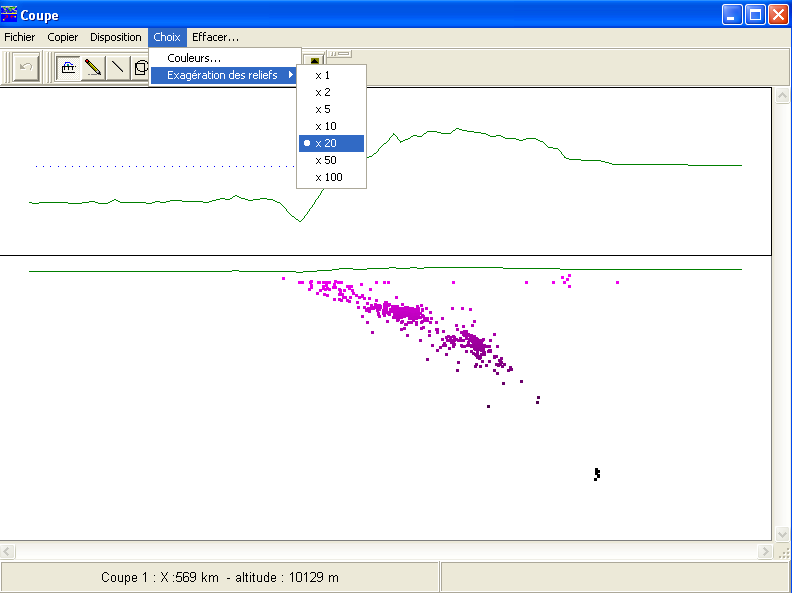 Coupe
Fichier Copier Disposition Choix Effacer...
Couleurs...
Exagération des reliefs
x 1
x 2
x 5
x 10
x 20
x 50
x 100
Coupe 1 : X :569 km - altitude : 10129 m